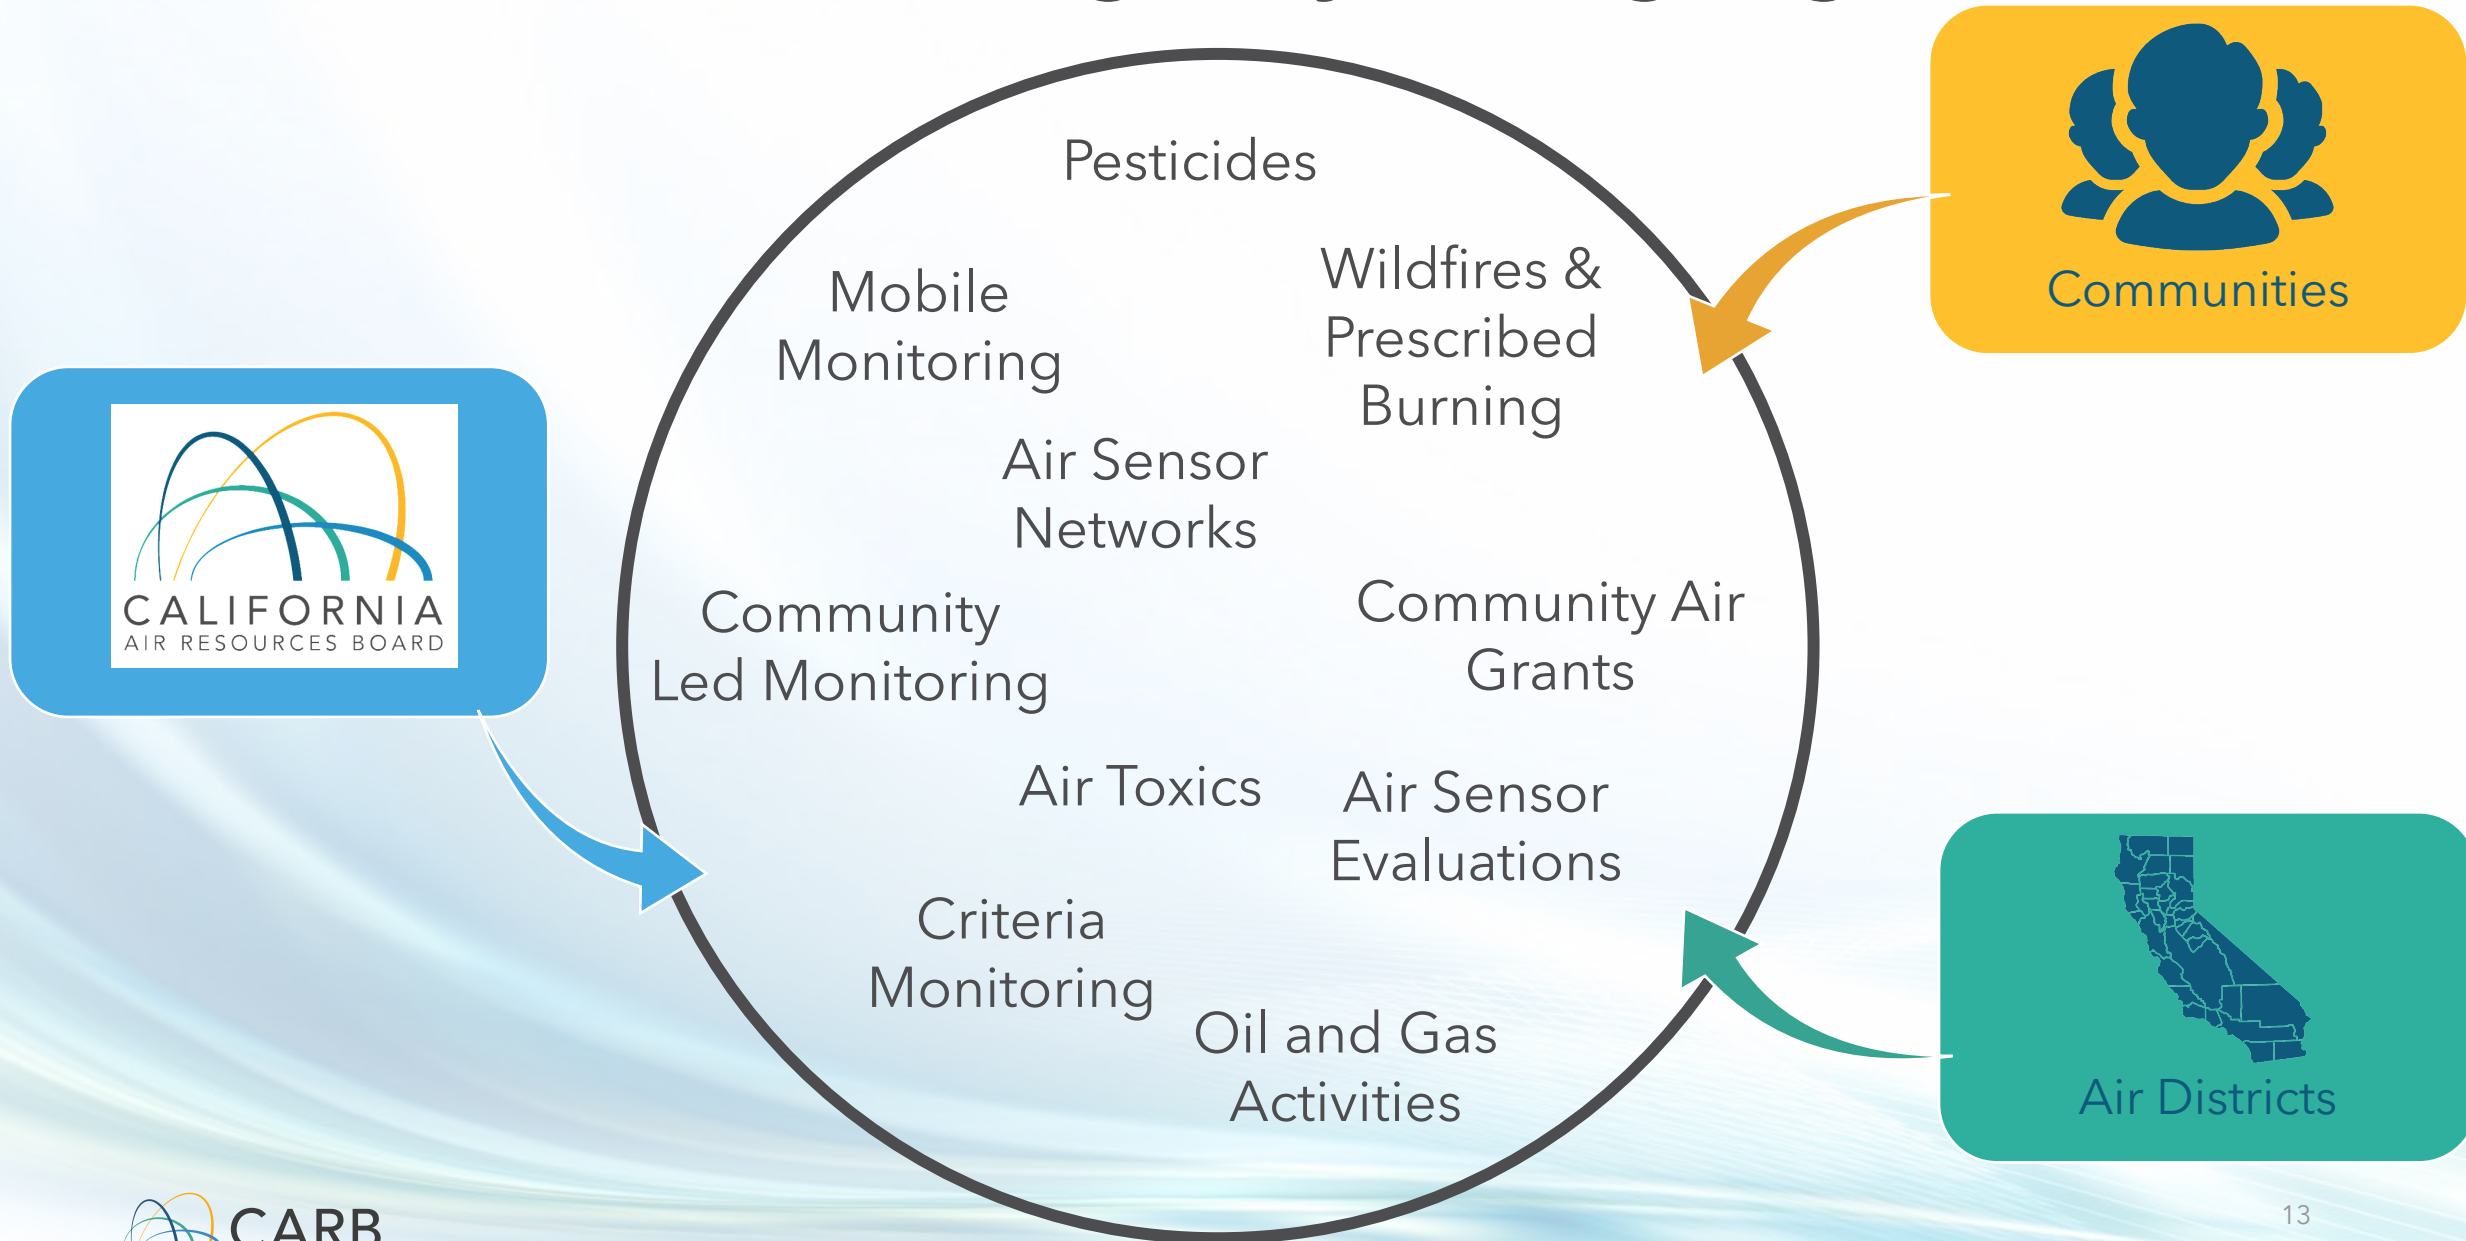 Pesticides
Mobile
Monitoring
Wildfires &
Prescribed
Burning
Communities
Air Sensor
Networks
CALIFORNIA
AIR RESOURCES BOARD
Community
Led Monitoring
Community Air
Grants
Air Toxics
Air Sensor
Evaluations
Criteria
Monitoring
Oil and Gas
Activities
Air Districts
CARB
13